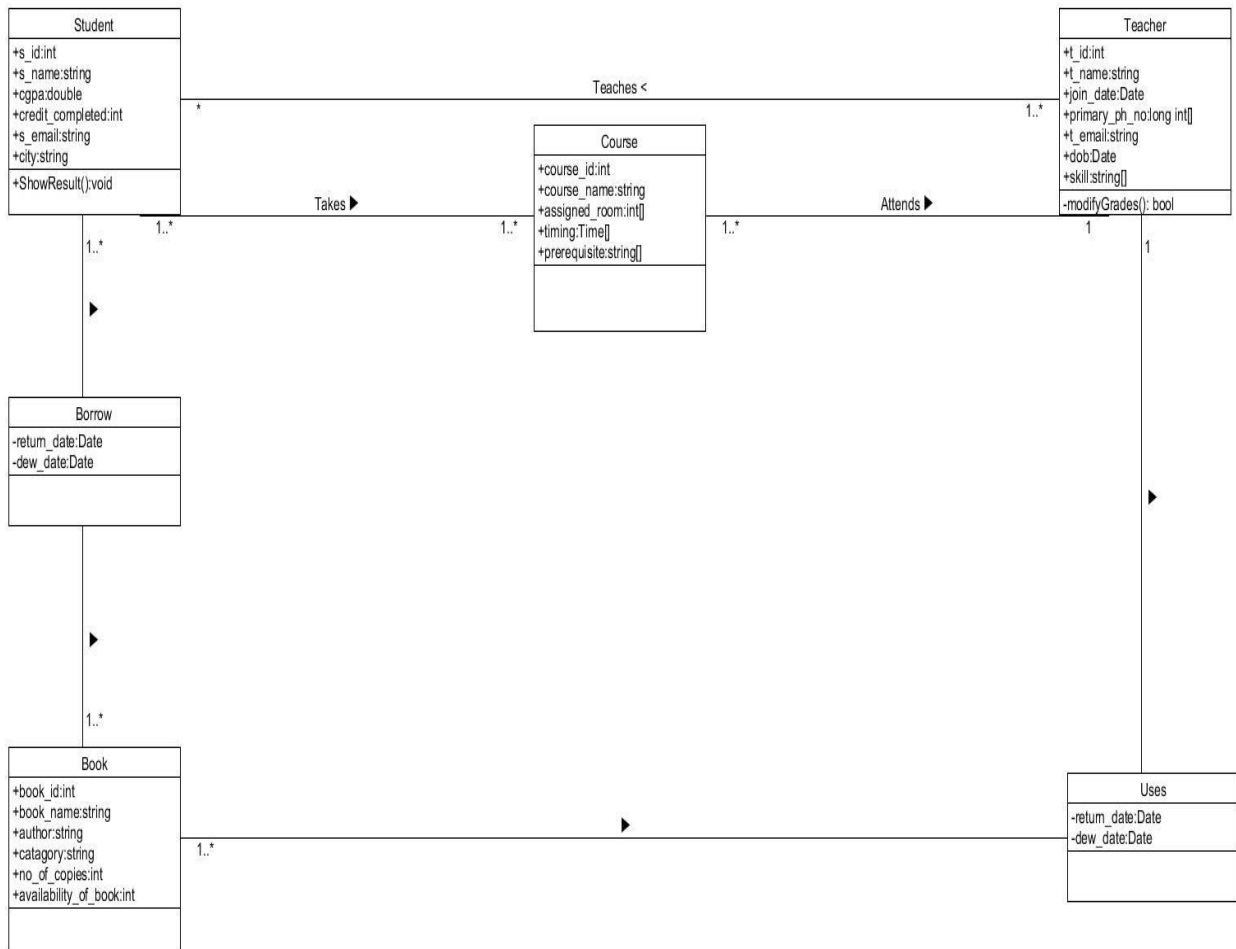 Student
+s_id:int
+s_name:string
+cgpa:double
+credit_completed:int
+s_email:string
+city:string
+ShowResult():void
Teacher
+t_id:int
+t_name:string
+join_date:Date
+primary_ph_no:long int[]
+t_email:string
+dob:Date
+skill:string[]
-modifyGrades(): bool
Teaches <
*
1..*
Course
+course_id:int
+course_name:string
+assigned_room:int[]
+timing:Time[]
+prerequisite:string[]
Takes
1..*
1..*
Attends
1..*
1
1..*
1
Borrow
-return_date:Date
-dew_date:Date
1..*
Book
+book_id:int
+book_name:string
+author:string
+catagory:string
+no_of_copies:int
+availability_of_book:int
1..*
Uses
-return_date:Date
-dew_date:Date